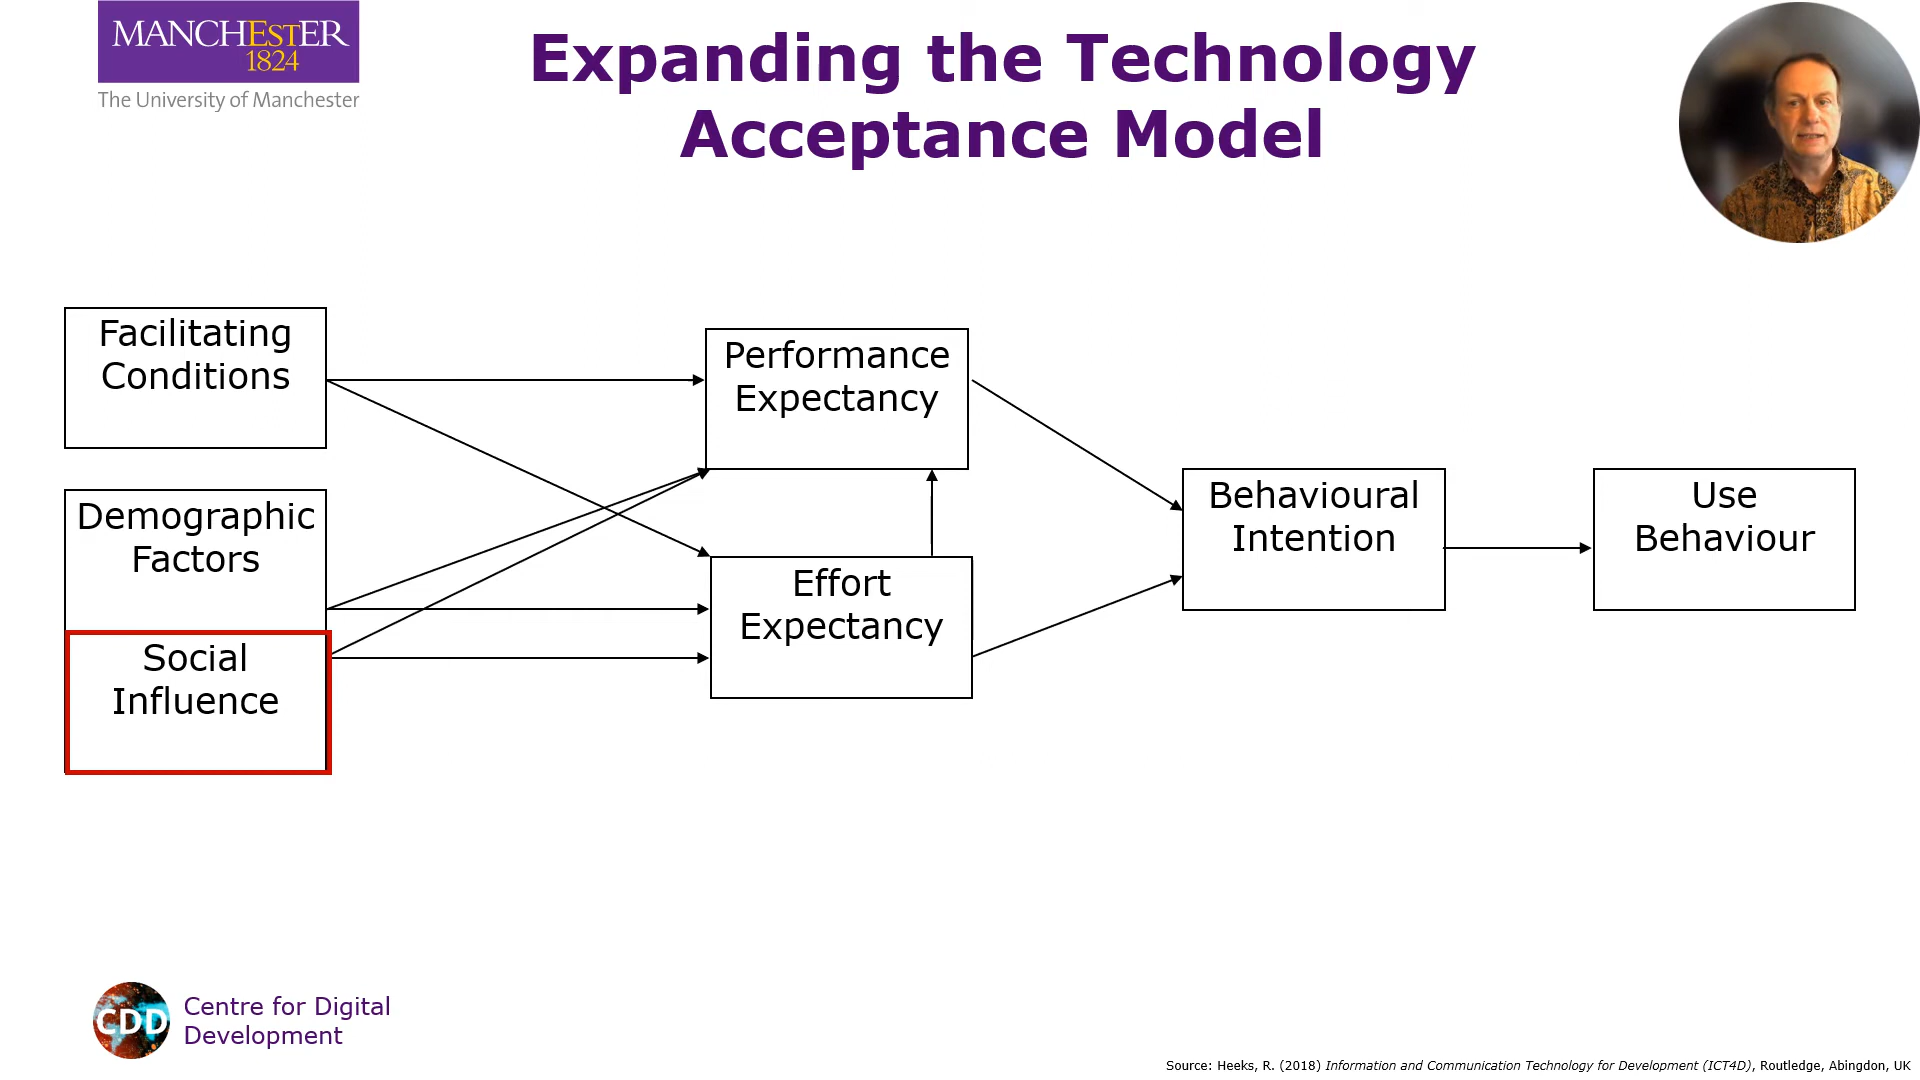 MANCHESTER
1824
The University of Manchester
Expanding the Technology
Acceptance Model
Facilitating
Conditions
Demographic
Factors
Social
Influence
Performance
Expectancy
Effort
Expectancy
Behavioural
Intention
Use
Behaviour
CDD
Centre for Digital
Development
Source: Heeks, R. (2018) Information and Communication Technology for Development (ICT4D), Routledge, Abingdon, UK